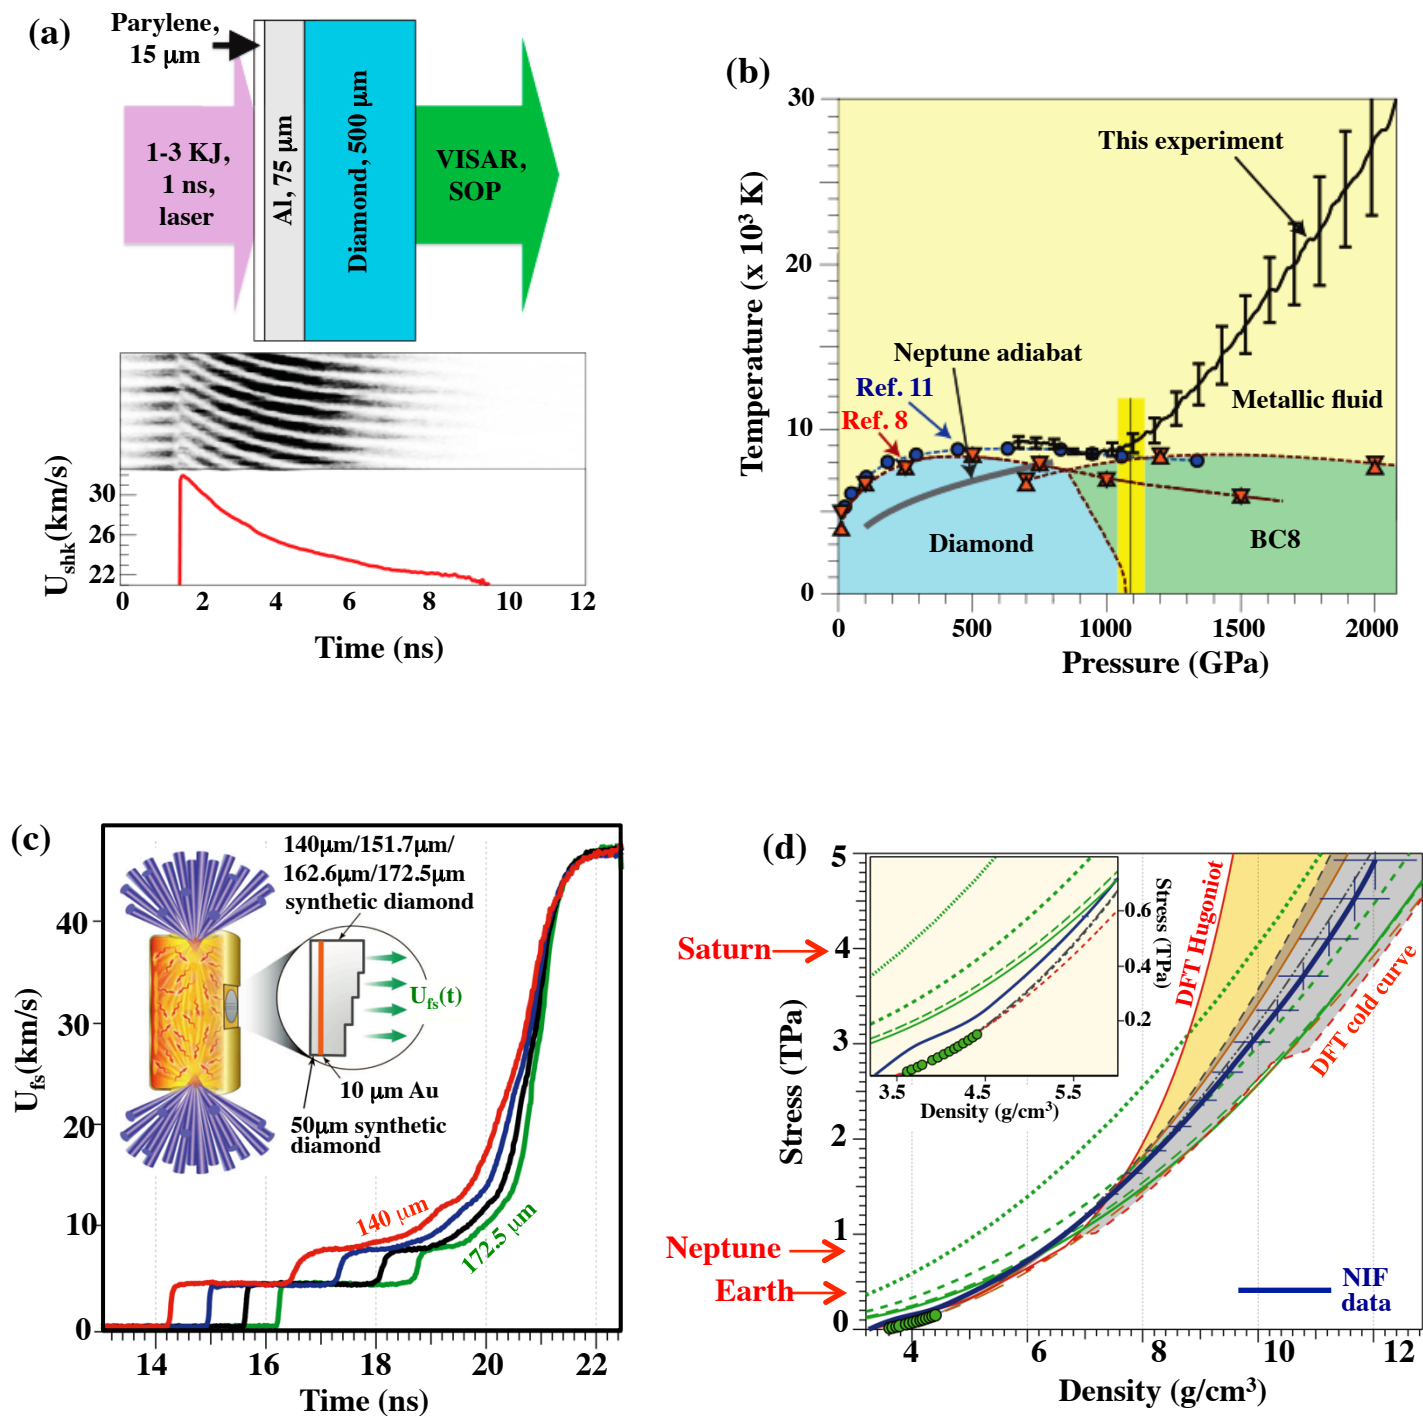 (a)
Parylene,
15 μm
1-3 KJ,
1 ns,
laser
Al, 75 μm
Diamond, 500 μm
VISAR,
SOP
U_shk(km/s)
30
26
22
0 2 4 6 8 10 12
Time (ns)
(b)
Temperature (x 10³ K)
30
20
10
0
This experiment
Neptune adiabat
Ref. 11
Ref. 8
Metallic fluid
Diamond
BC8
0 500 1000 1500 2000
Pressure (GPa)
(c)
140μm/151.7μm/
162.6μm/172.5μm
synthetic diamond
U_fs(t)
10 μm Au
50μm synthetic
diamond
140 μm
172.5 μm
U_fs(km/s)
40
30
20
10
0
14 16 18 20 22
Time (ns)
(d)
Saturn
Neptune
Earth
Stress (TPa)
5
4
3
2
1
0
Stress (TPa)
0.6
0.4
0.2
3.5 4.5 5.5
Density (g/cm³)
DFT Hugoniot
DFT cold curve
NIF
data
4 6 8 10 12
Density (g/cm³)